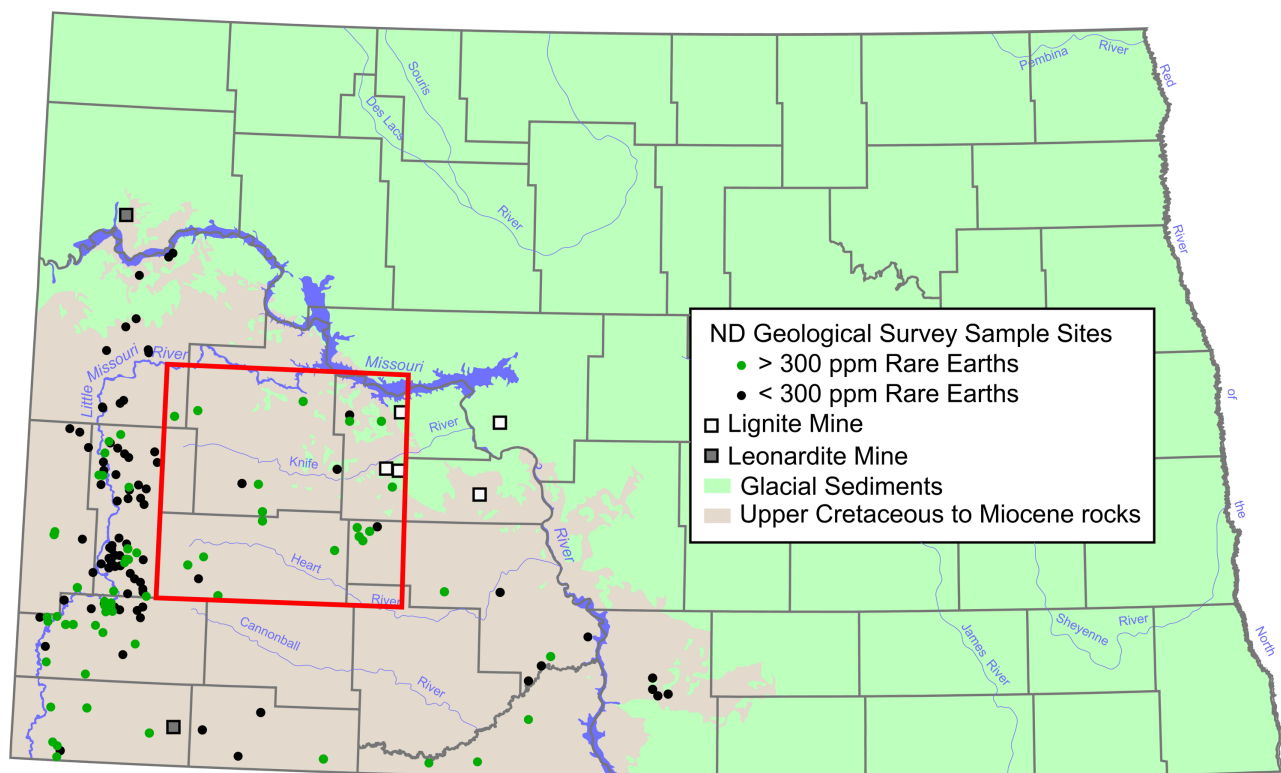 Pembina River
Red
Souris
Des Lacs
River
River
Little Missouri River
Missouri
River
Knife
Heart
River
River
Cannonball
River
ND Geological Survey Sample Sites
> 300 ppm Rare Earths
< 300 ppm Rare Earths
Lignite Mine
Leonardite Mine
Glacial Sediments
Upper Cretaceous to Miocene rocks
of
the
North
James River
Sheyenne River